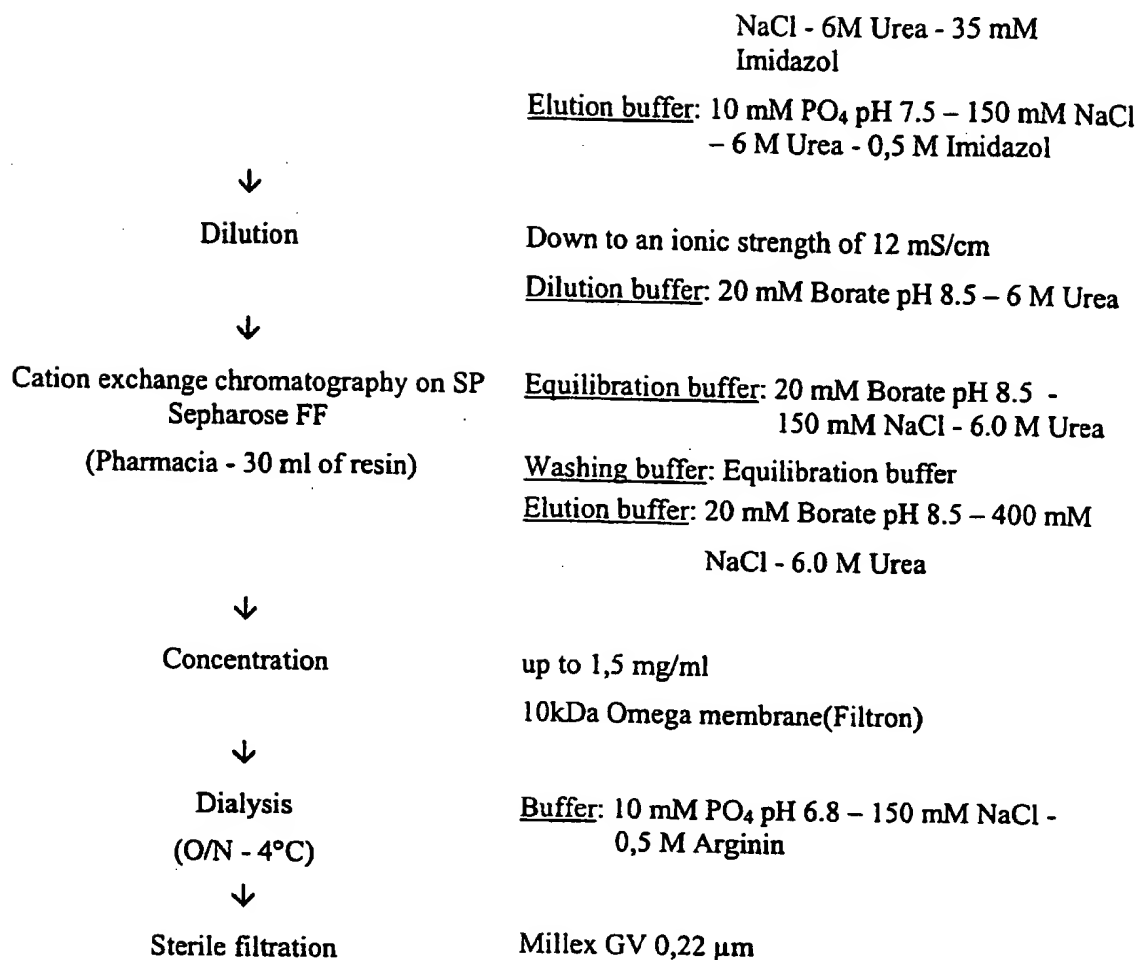 NaCl - 6M Urea - 35 mM
Imidazol
Elution buffer: 10 mM PO₄ pH 7.5 – 150 mM NaCl
– 6 M Urea - 0,5 M Imidazol
↓
Dilution
Down to an ionic strength of 12 mS/cm
Dilution buffer: 20 mM Borate pH 8.5 – 6 M Urea
↓
Cation exchange chromatography on SP
Sepharose FF
(Pharmacia - 30 ml of resin)
Equilibration buffer: 20 mM Borate pH 8.5 -
150 mM NaCl - 6.0 M Urea
Washing buffer: Equilibration buffer
Elution buffer: 20 mM Borate pH 8.5 – 400 mM
NaCl - 6.0 M Urea
↓
Concentration
up to 1,5 mg/ml
10kDa Omega membrane(Filtron)
↓
Dialysis
(O/N - 4°C)
Buffer: 10 mM PO₄ pH 6.8 – 150 mM NaCl -
0,5 M Arginin
↓
Sterile filtration
Millex GV 0,22 µm